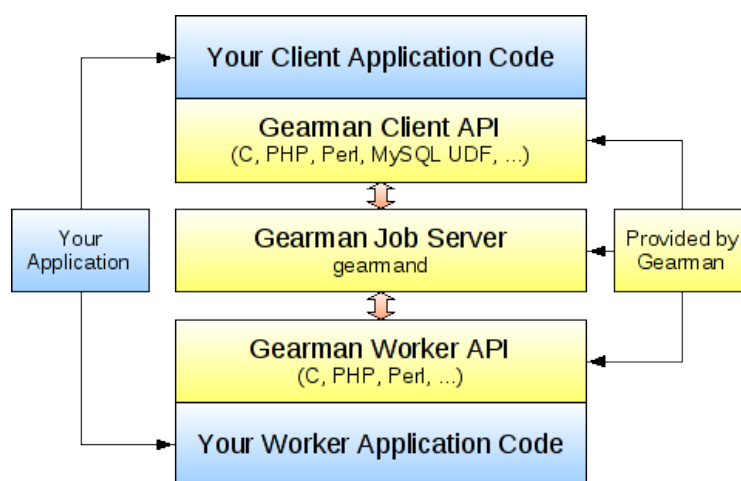 Your Client Application Code
Gearman Client API
(C, PHP, Perl, MySQL UDF, ...)
Your
Application
Gearman Job Server
gearmand
Provided by
Gearman
Gearman Worker API
(C, PHP, Perl, ...)
Your Worker Application Code